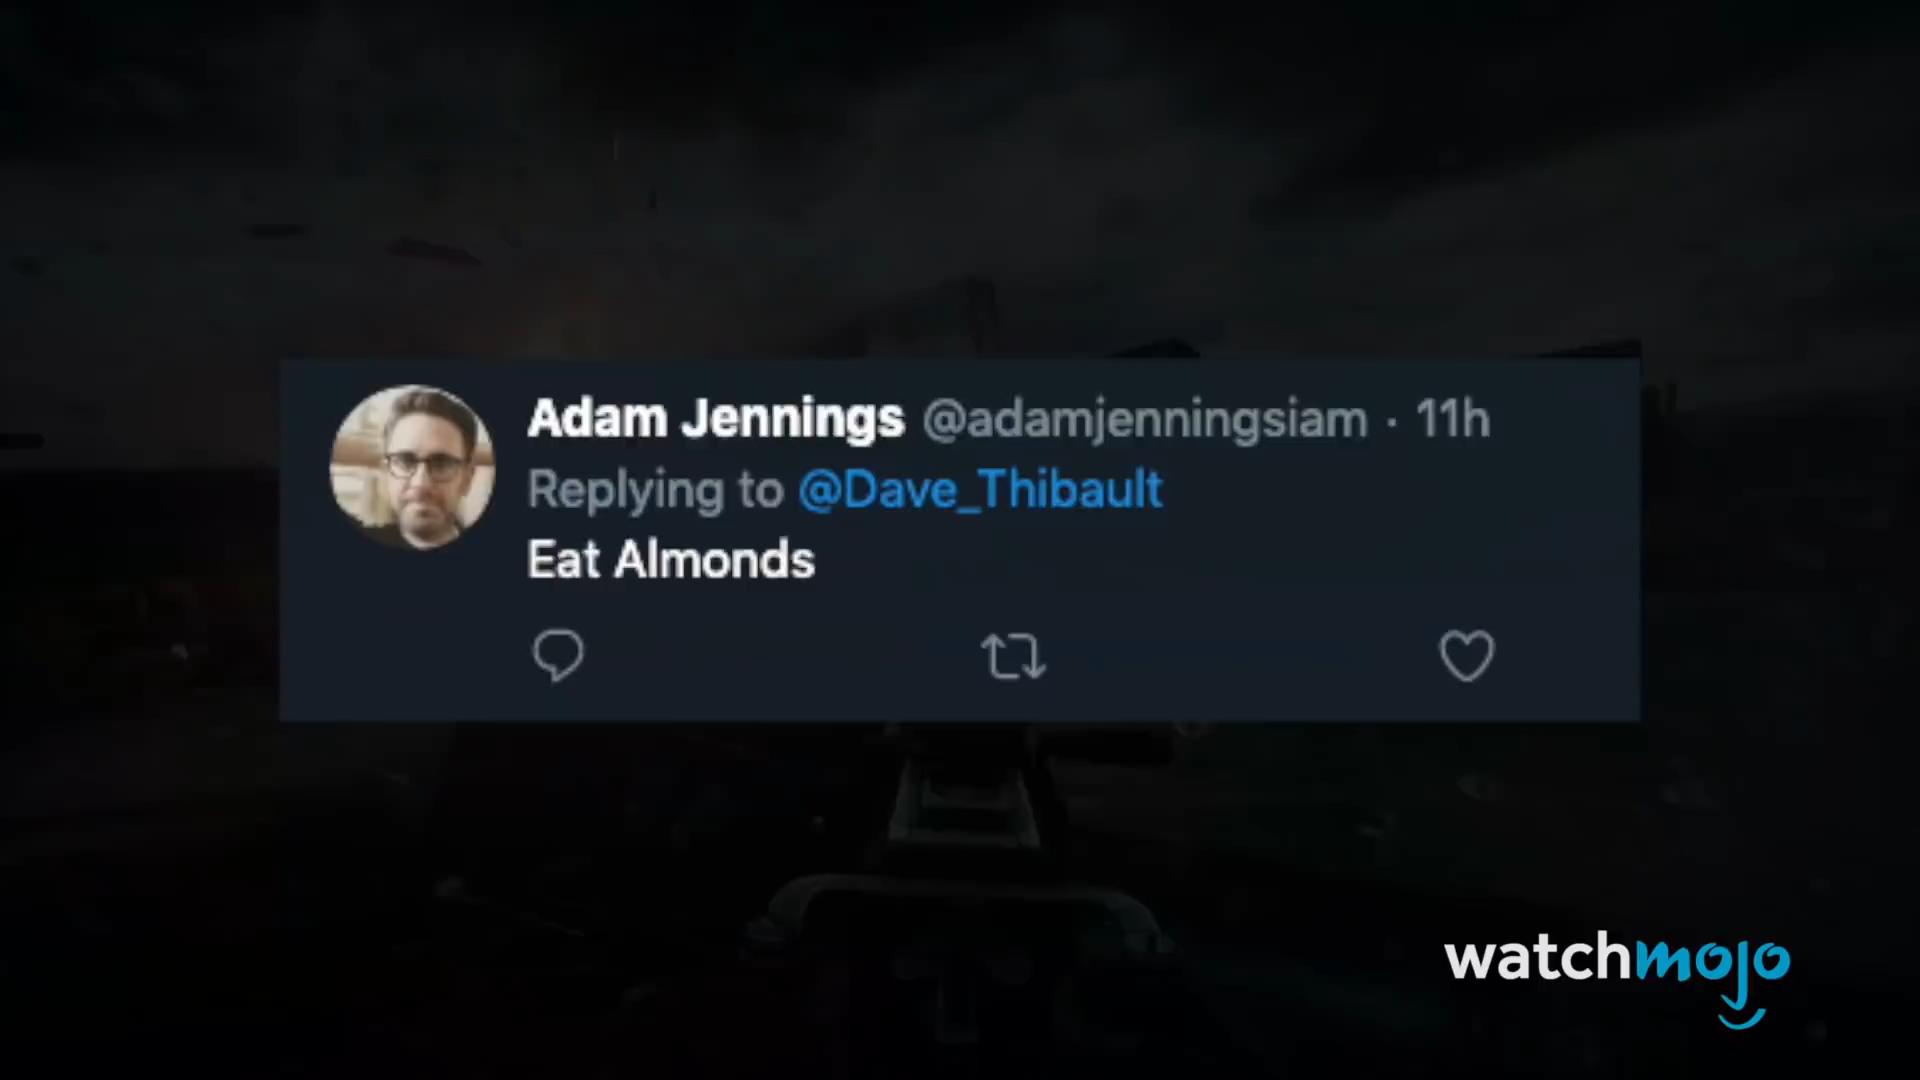 Adam Jennings @adamjenningsiam · 11h
Replying to @Dave_Thibault
Eat Almonds
watchmojo